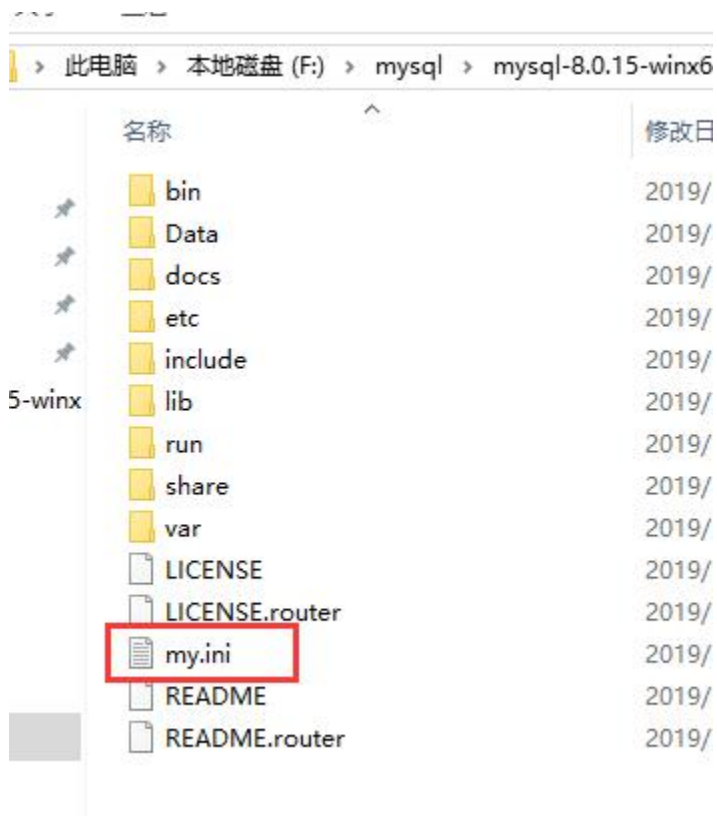 > 此电脑 > 本地磁盘 (F:) > mysql > mysql-8.0.15-winx6
名称 修改日
bin 2019/
Data 2019/
docs 2019/
etc 2019/
include 2019/
5-winx lib 2019/
run 2019/
share 2019/
var 2019/
LICENSE 2019/
LICENSE.router 2019/
my.ini 2019/
README 2019/
README.router 2019/